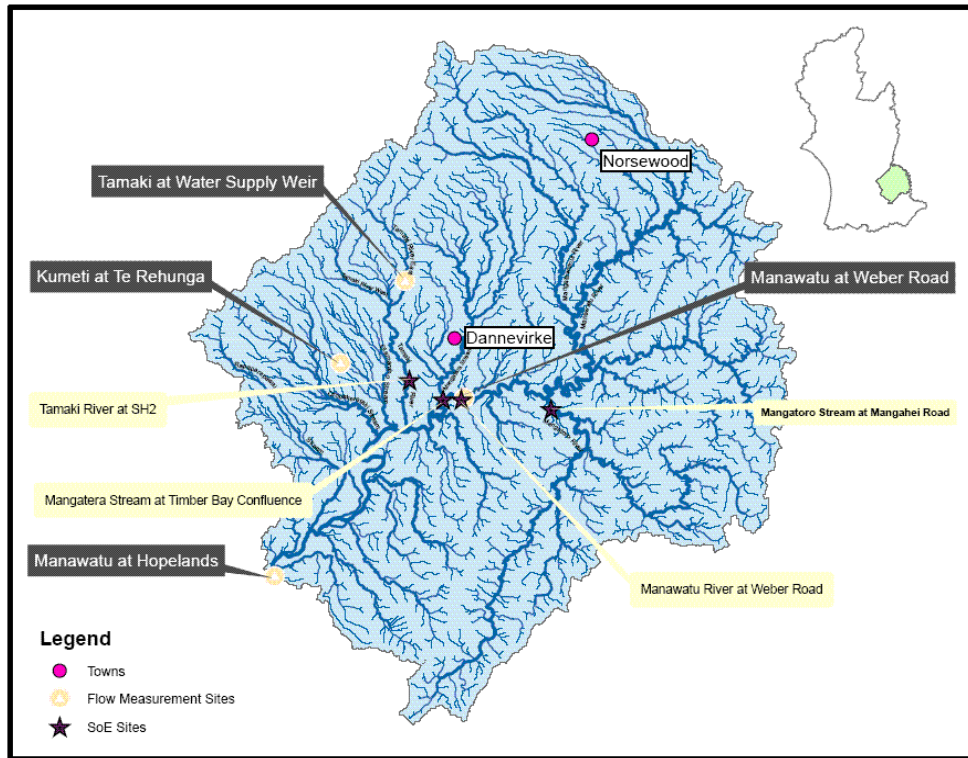 Norsewood
Tamaki at Water Supply Weir
Kumeti at Te Rehunga
Manawatu at Weber Road
Dannevirke
Tamaki River at SH2
Mangatoro Stream at Mangahei Road
Mangatera Stream at Timber Bay Confluence
Manawatu at Hopelands
Manawatu River at Weber Road
Legend
Towns
Flow Measurement Sites
SoE Sites